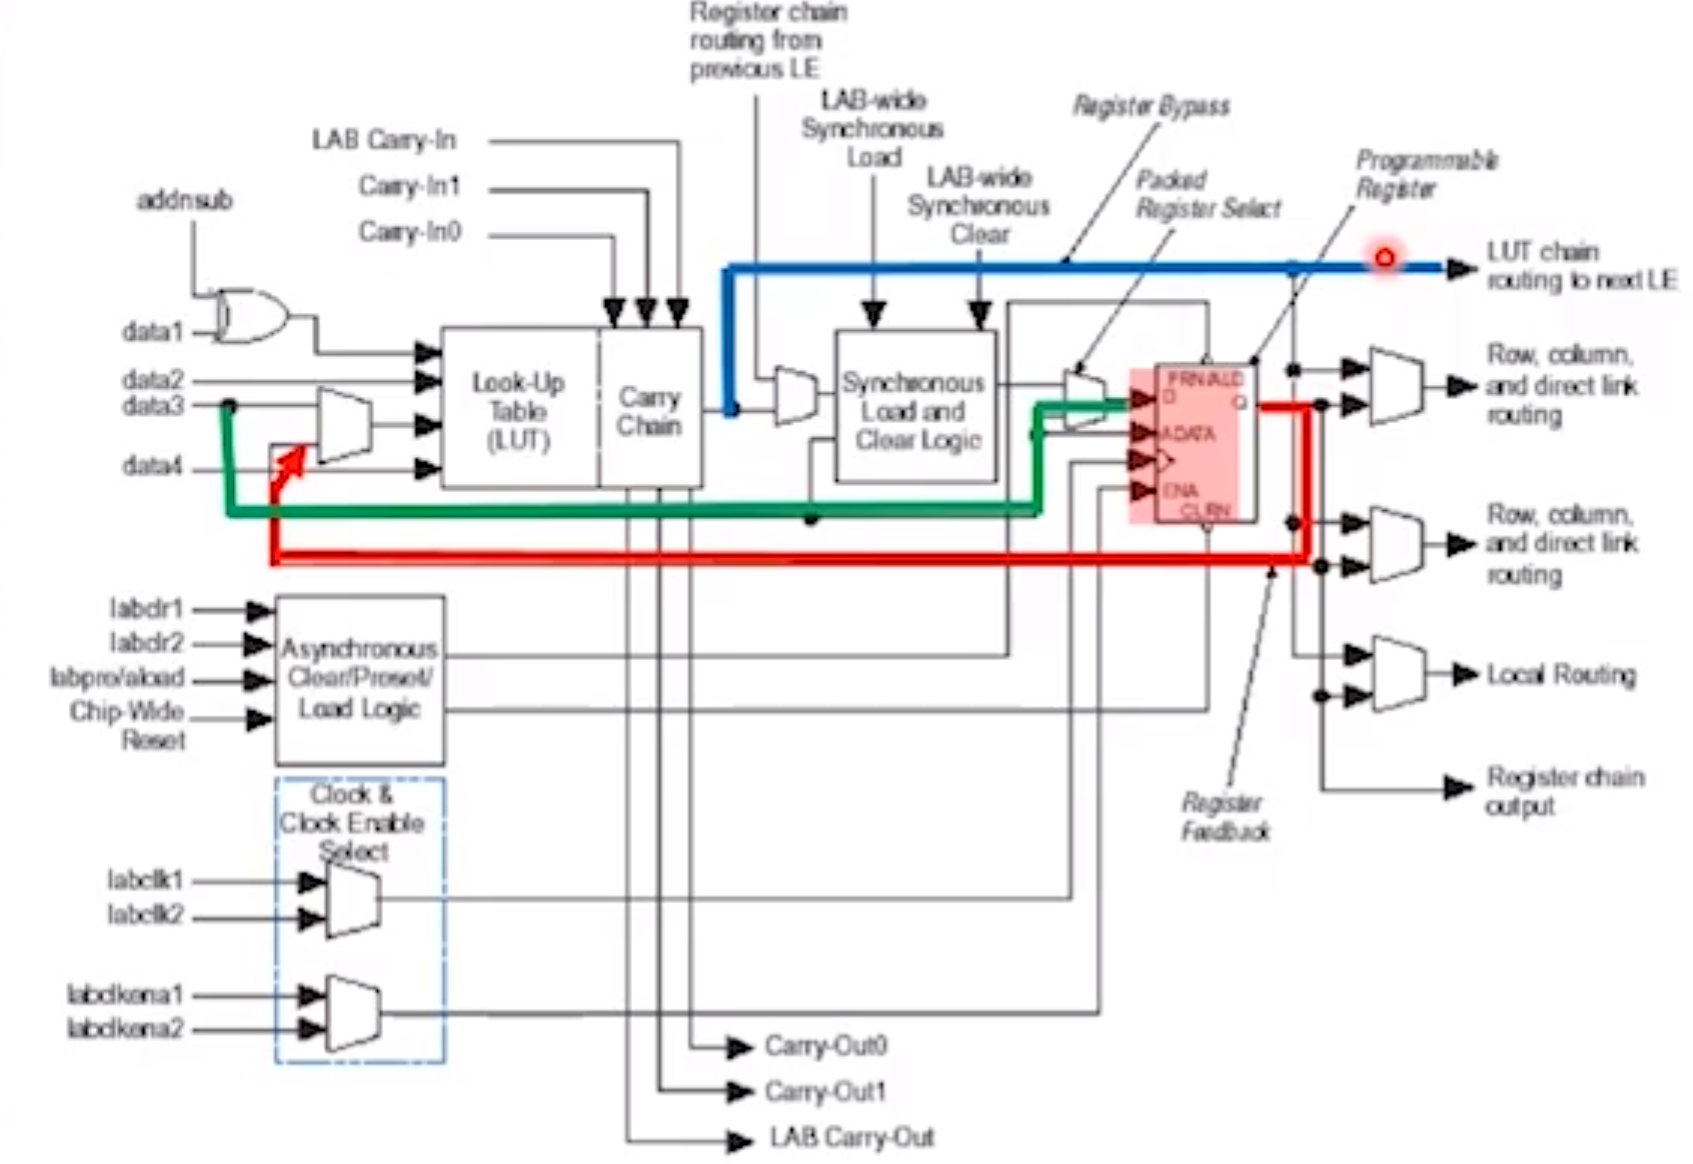 Register chain
routing from
previous LE
LAB-wide
Synchronous
Load
LAB-wide
Synchronous
Clear
Register Bypass
Packed
Register Select
Programmable
Register
LAB Carry-In
Carry-In1
Carry-In0
addnsub
data1
data2
data3
data4
Look-Up
Table
(LUT)
Carry
Chain
Synchronous
Load and
Clear Logic
PRN/ALD
D
Q
ADATA
ENA
CLRN
LUT chain
routing to next LE
Row, column,
and direct link
routing
Row, column,
and direct link
routing
Local Routing
Register chain
output
Register
Feedback
labclr1
labclr2
labpre/aload
Chip-Wide
Reset
Asynchronous
Clear/Preset/
Load Logic
Clock &
Clock Enable
Select
labclk1
labclk2
labclkena1
labclkena2
Carry-Out0
Carry-Out1
LAB Carry-Out